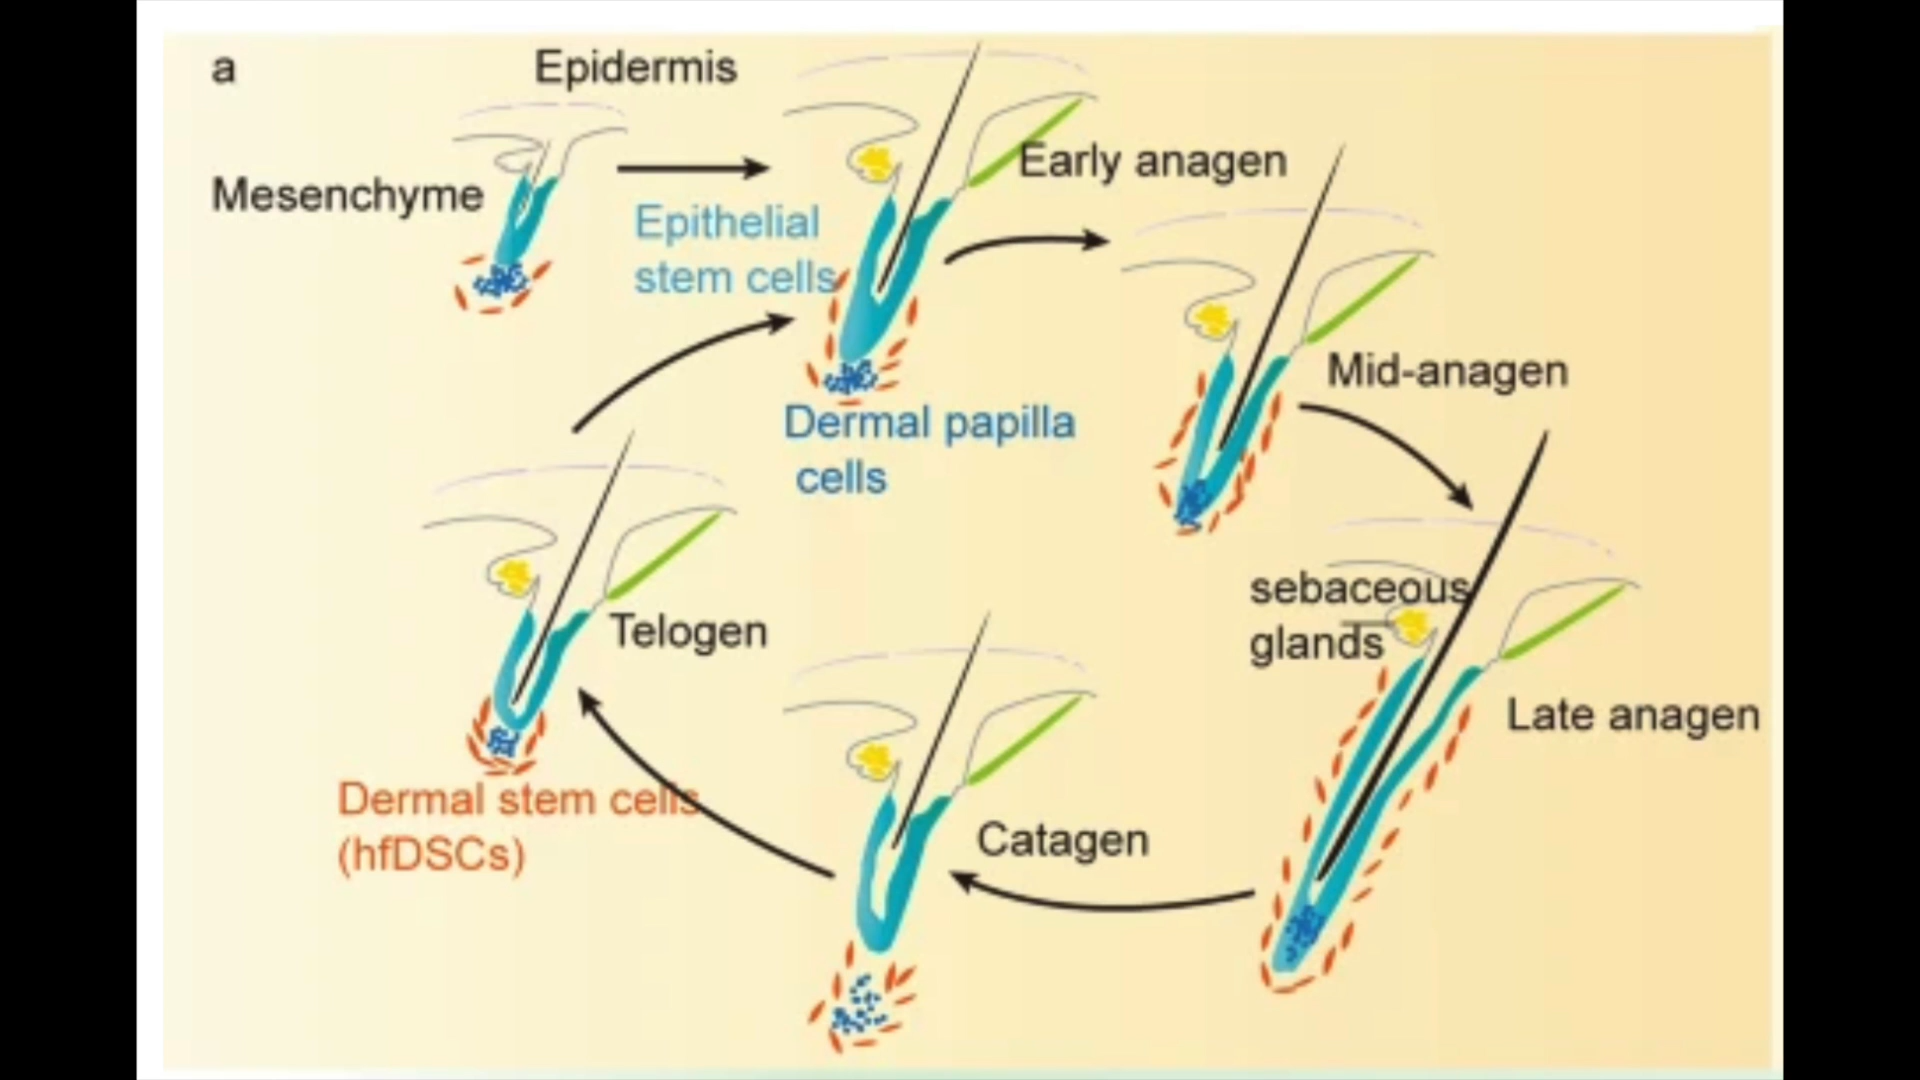 a
Epidermis
Mesenchyme
Epithelial
stem cells
Early anagen
Dermal papilla
cells
Mid-anagen
sebaceous
glands
Late anagen
Telogen
Dermal stem cells
(hfDSCs)
Catagen